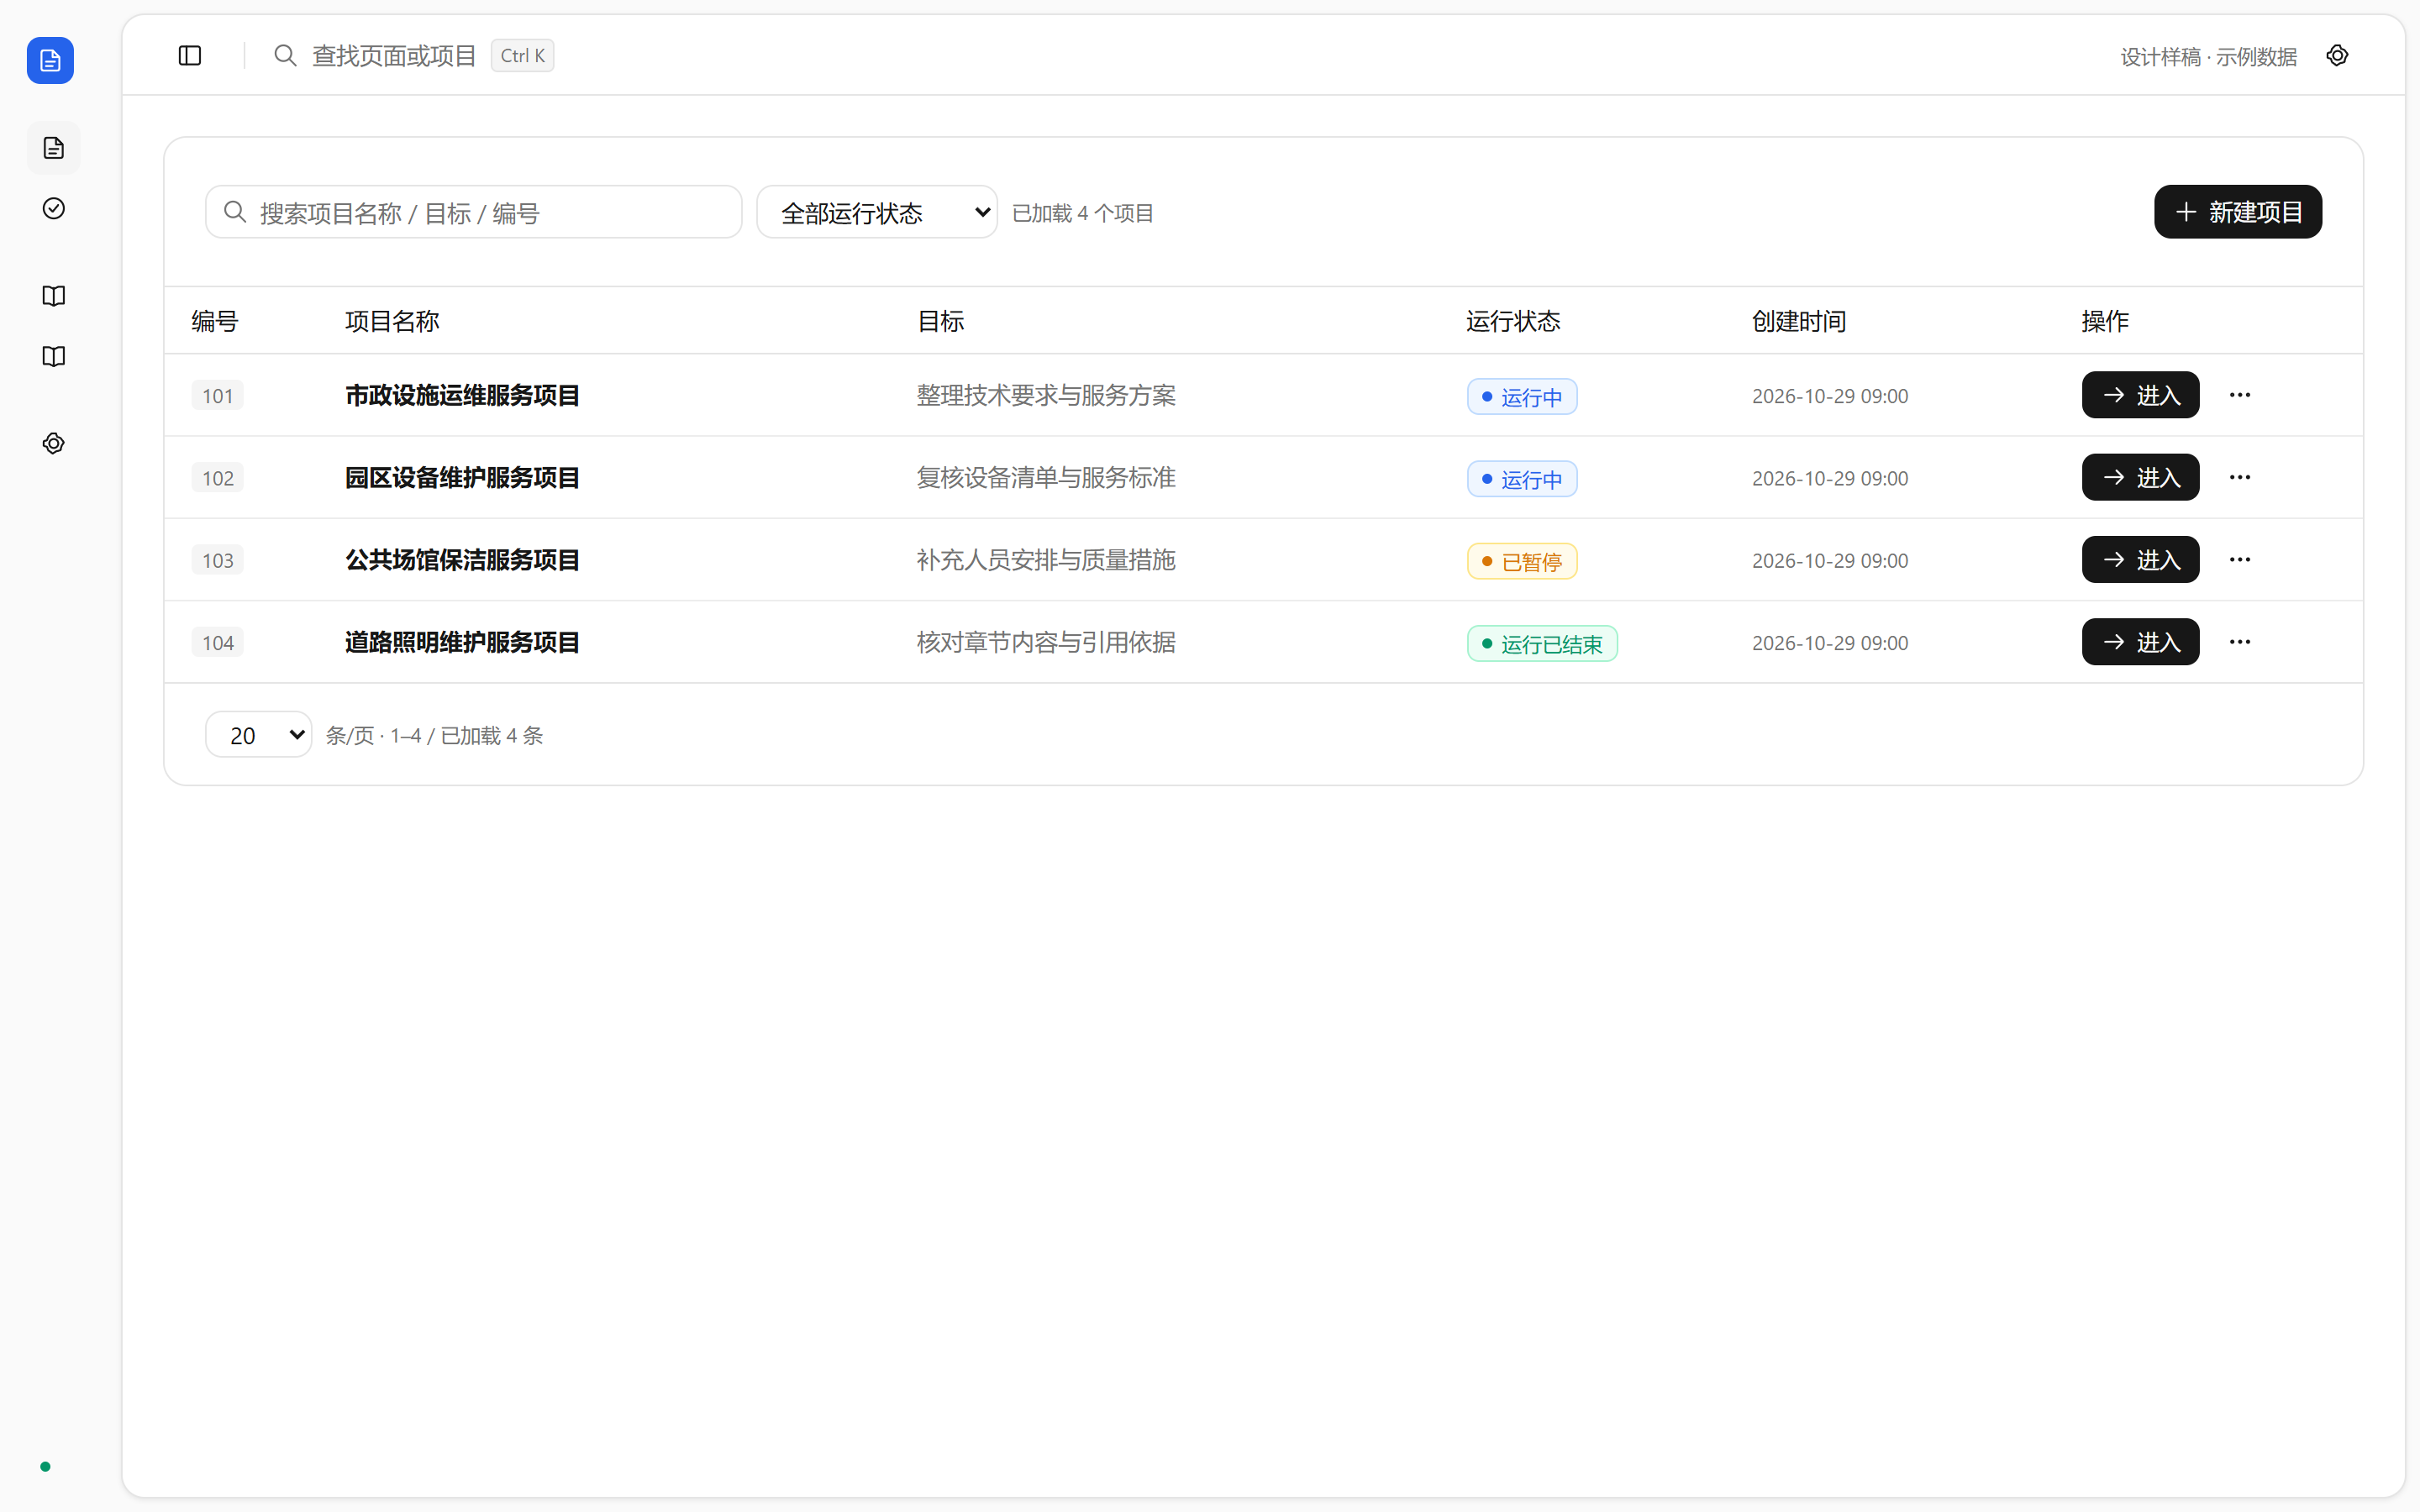 查找页面或项目 Ctrl K 设计样稿 · 示例数据
搜索项目名称 / 目标 / 编号 全部运行状态 已加载 4 个项目 新建项目
编号 项目名称 目标 运行状态 创建时间 操作
101 市政设施运维服务项目 整理技术要求与服务方案 运行中 2026-10-29 09:00 进入
102 园区设备维护服务项目 复核设备清单与服务标准 运行中 2026-10-29 09:00 进入
103 公共场馆保洁服务项目 补充人员安排与质量措施 已暂停 2026-10-29 09:00 进入
104 道路照明维护服务项目 核对章节内容与引用依据 运行已结束 2026-10-29 09:00 进入
20 条/页 · 1–4 / 已加载 4 条